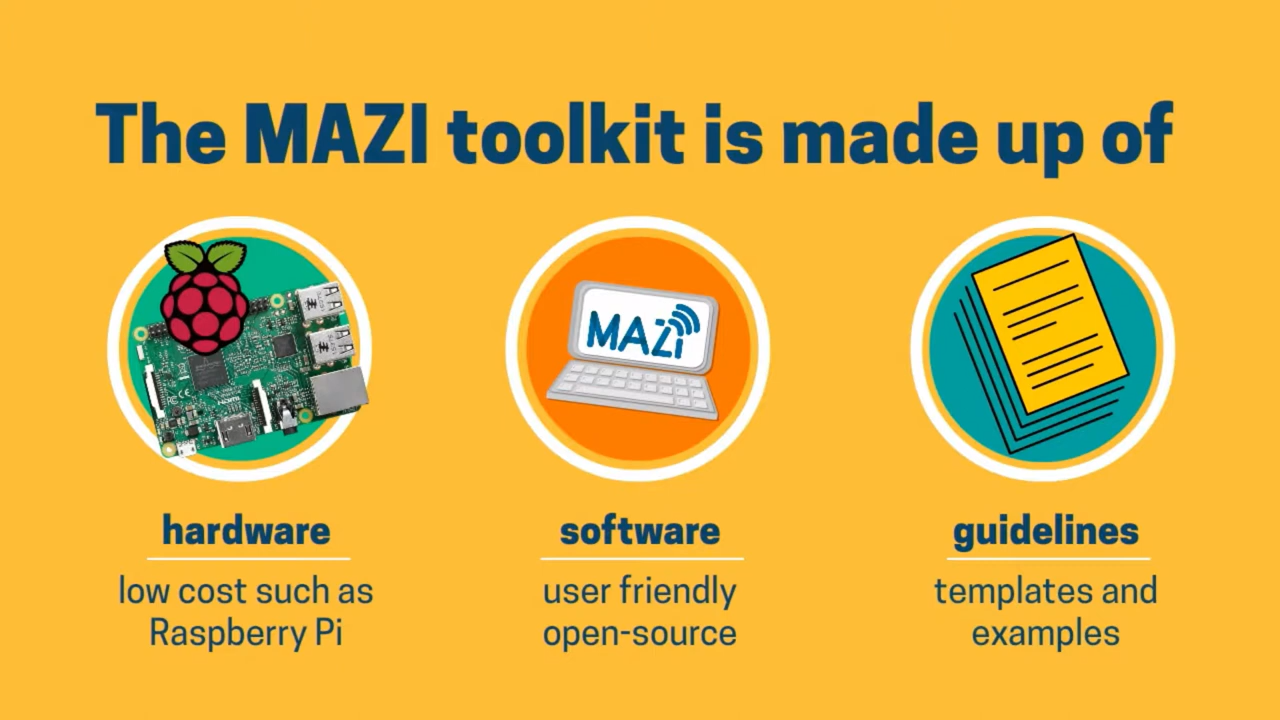 The MAZI toolkit is made up of
MAZi
hardware
low cost such as
Raspberry Pi
software
user friendly
open-source
guidelines
templates and
examples